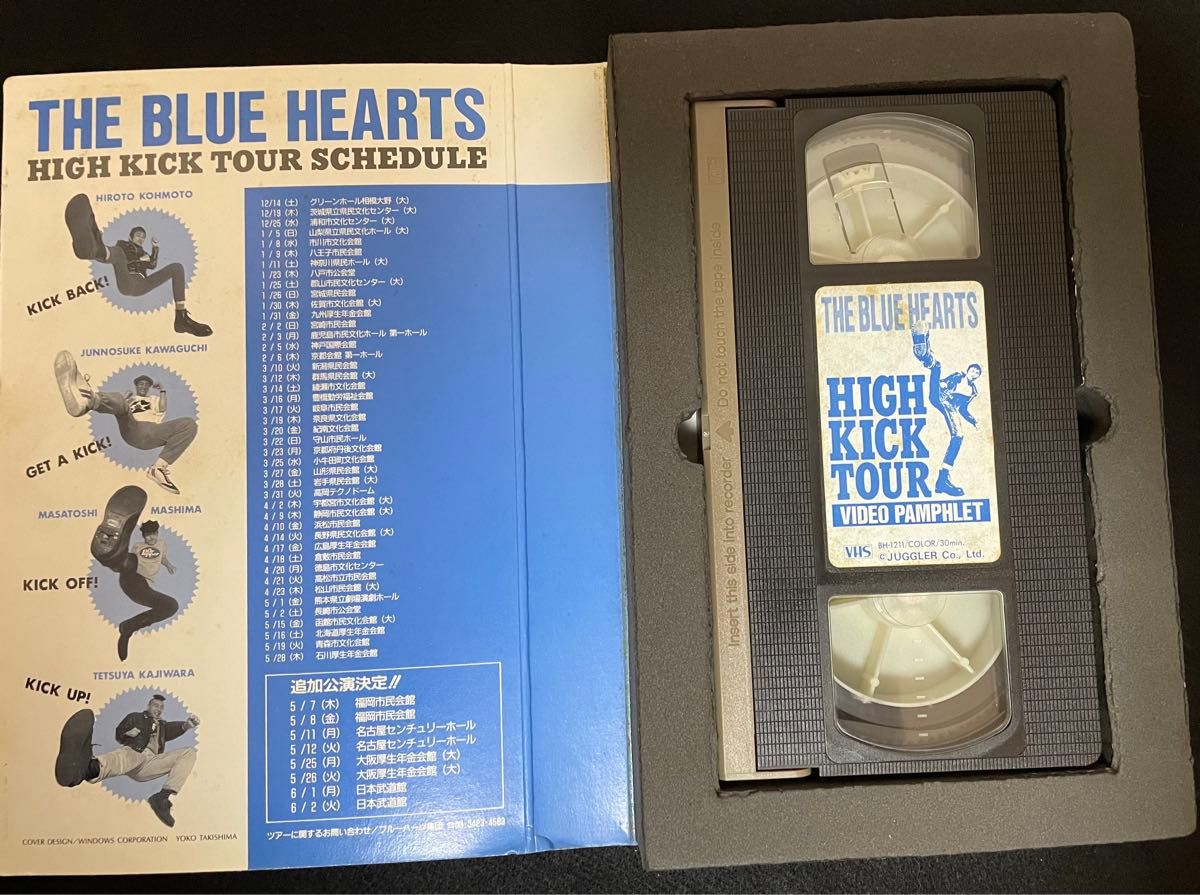 THE BLUE HEARTS
HIGH KICK TOUR SCHEDULE
HIROTO KOHMOTO
KICK BACK!
JUNNOSUKE KAWAGUCHI
GET A KICK!
MASATOSHI MASHIMA
KICK OFF!
TETSUYA KAJIWARA
KICK UP!
COVER DESIGN/WINDOWS CORPORATION YOKO TAKISHIMA
12/14 (土) グリーンホール相模大野 (大)
12/19 (木) 茨城県立県民文化センター (大)
12/25 (水) 浦和市文化センター (大)
1/5 (日) 山梨県立県民文化ホール (大)
1/8 (水) 市川市文化会館
1/9 (木) 八王子市民会館
1/11 (土) 神奈川県民ホール (大)
1/23 (木) 八戸市公会堂
1/25 (土) 郡山市民文化センター (大)
1/26 (日) 宮城県民会館
1/30 (木) 佐賀市文化会館 (大)
1/31 (金) 九州厚生年金会館
2/2 (日) 宮崎市民会館
2/3 (月) 鹿児島市民文化ホール 第一ホール
2/5 (水) 神戸国際会館
2/6 (木) 京都会館 第一ホール
3/10 (火) 新潟県民会館
3/12 (木) 群馬県民会館 (大)
3/14 (土) 綾瀬市文化会館
3/16 (月) 豊橋勤労福祉会館
3/17 (火) 岐阜市民会館
3/19 (木) 奈良県文化会館
3/20 (金) 紀南文化会館
3/22 (日) 守山市民ホール
3/23 (月) 京都府丹後文化会館
3/25 (水) 小牛田町文化会館
3/27 (金) 山形県民会館 (大)
3/28 (土) 岩手県民会館 (大)
3/31 (火) 高岡テクノドーム
4/2 (木) 宇都宮市文化会館 (大)
4/9 (木) 静岡市民文化会館 (大)
4/10 (金) 浜松市民会館
4/14 (火) 長野県民文化会館 (大)
4/17 (金) 広島厚生年金会館
4/18 (土) 倉敷市民会館
4/20 (月) 徳島市文化センター
4/21 (火) 高松市立市民会館
4/23 (木) 松山市民会館 (大)
5/1 (金) 熊本県立劇場演劇ホール
5/2 (土) 長崎市公会堂
5/15 (金) 函館市民文化会館 (大)
5/16 (土) 北海道厚生年金会館
5/19 (火) 青森市文化会館
5/28 (木) 石川厚生年金会館
追加公演決定!!
5/7 (木) 福岡市民会館
5/8 (金) 福岡市民会館
5/11 (月) 名古屋センチュリーホール
5/12 (火) 名古屋センチュリーホール
5/25 (月) 大阪厚生年金会館 (大)
5/26 (火) 大阪厚生年金会館 (大)
6/1 (月) 日本武道館
6/2 (火) 日本武道館
ツアーに関するお問い合わせ/ブルーハーツ集団 ☎03-3423-4583
Insert this side into recorder. ▲ Do not touch the tape inside
THE BLUE HEARTS
HIGH
KICK
TOUR
VIDEO PAMPHLET
VHS BH-1211/COLOR/30min.
©JUGGLER Co., Ltd.